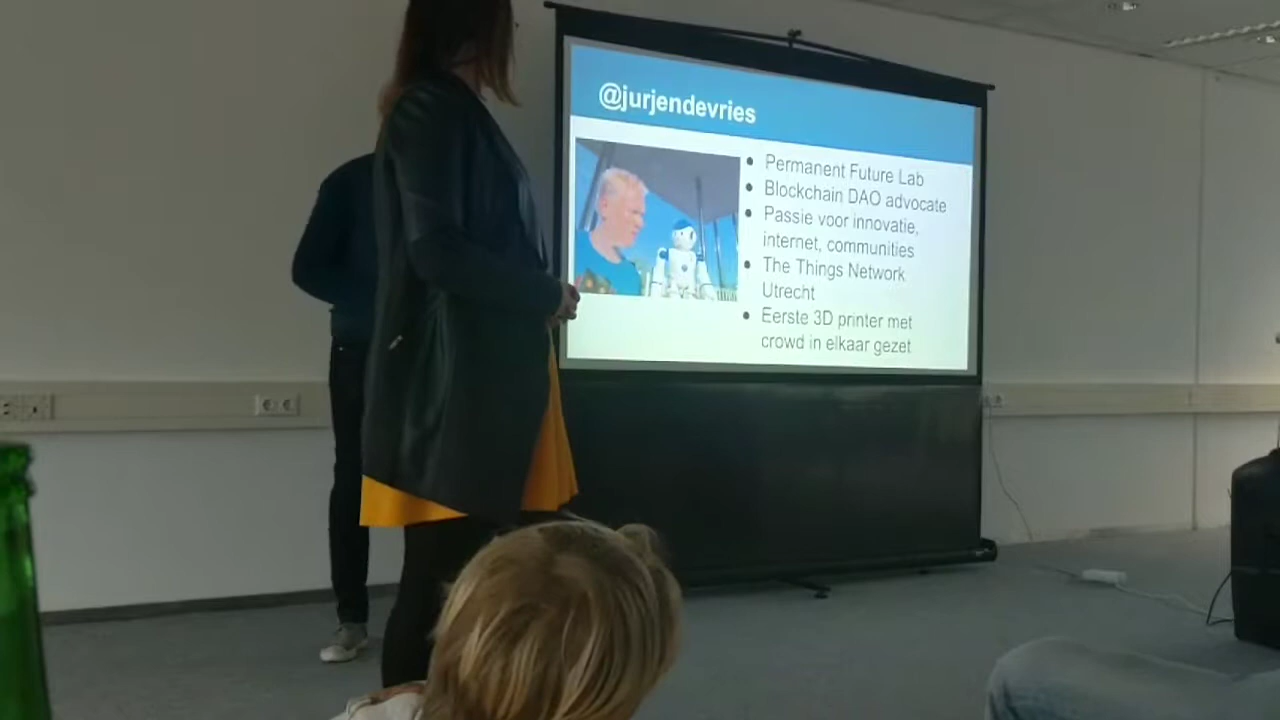 @jurjendevries
Permanent Future Lab
Blockchain DAO advocate
Passie voor innovatie,
internet, communities
The Things Network
Utrecht
Eerste 3D printer met
crowd in elkaar gezet